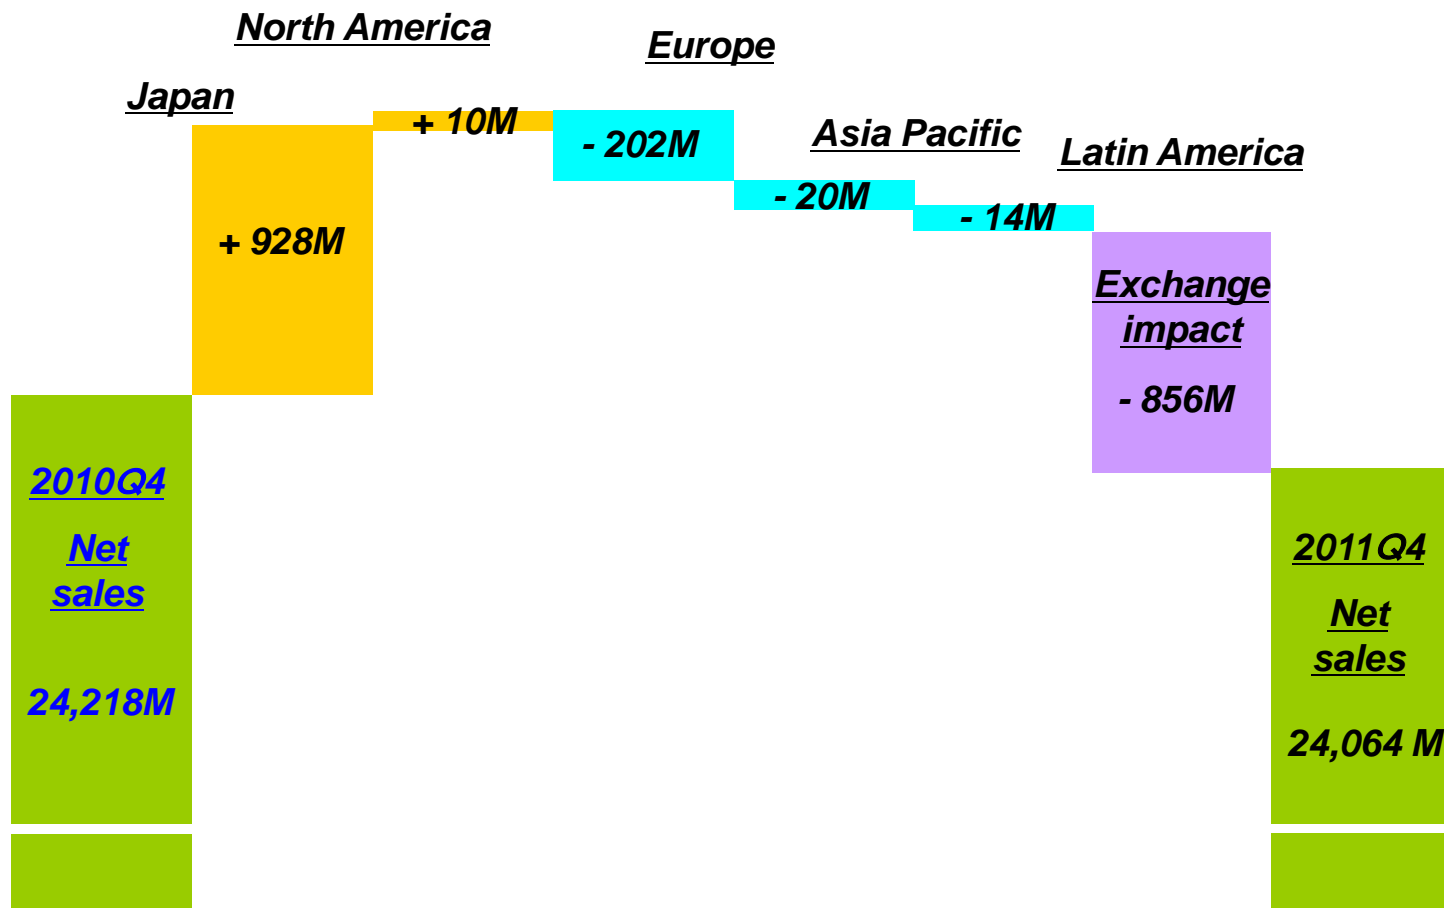 North America
Europe
Japan
+ 10M
Asia Pacific
Latin America
- 202M
- 20M
- 14M
+ 928M
Exchange
impact
- 856M
2010Q4
Net
sales
24,218M
2011Q4
Net
sales
24,064 M